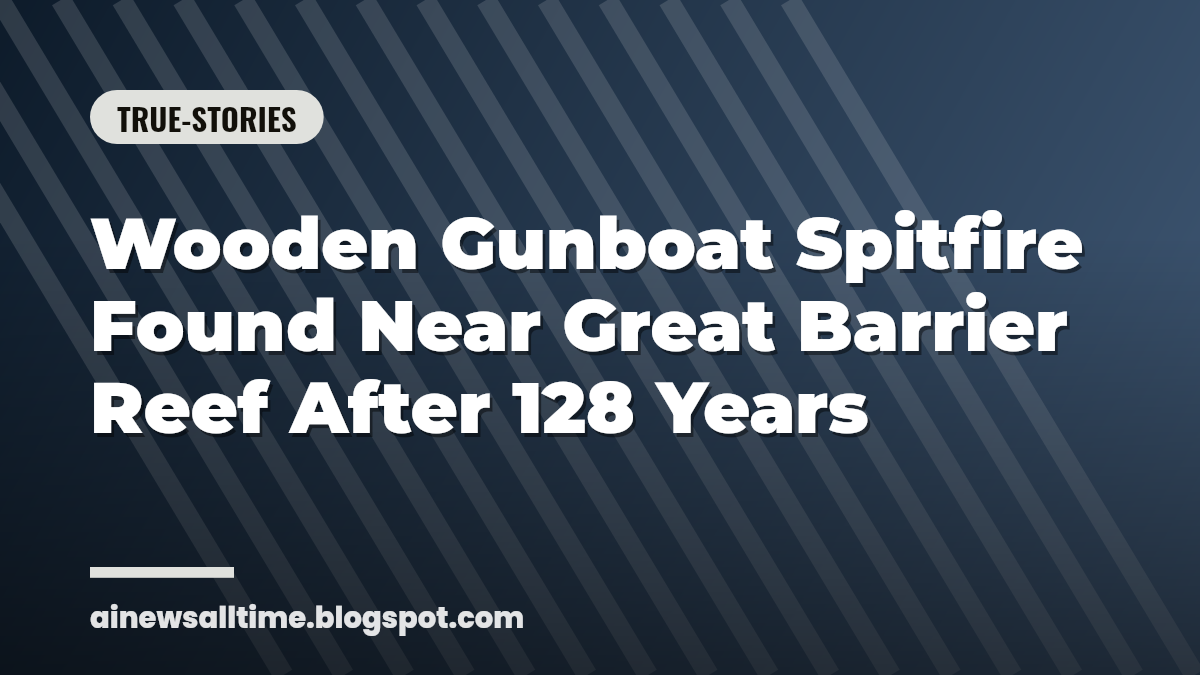 TRUE-STORIES
Wooden Gunboat Spitfire
Found Near Great Barrier
Reef After 128 Years
ainewsalltime.blogspot.com